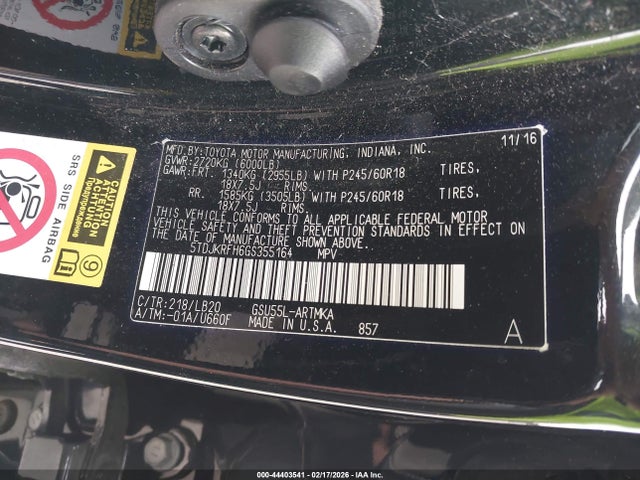 MFD.BY:TOYOTA MOTOR MANUFACTURING, INDIANA, INC. 11/16
GVWR:2720KG (6000LB)
GAWR:FRT. 1340KG (2955LB) WITH P245/60R18 TIRES,
18X7.5J RIMS
RR. 1585KG (3505LB) WITH P245/60R18 TIRES,
18X7.5J RIMS.
THIS VEHICLE CONFORMS TO ALL APPLICABLE FEDERAL MOTOR
VEHICLE SAFETY AND THEFT PREVENTION STANDARDS IN EFFECT ON
THE DATE OF MANUFACTURE SHOWN ABOVE.
5TDJKRFH6GS355164 MPV
C/TR:218/LB20 GSU55L-ARTMKA
A/TM:-01A/U660F MADE IN U.S.A. 857 A
SRS SIDE AIRBAG
ATTENTION
ACHTUNG
9
000-44403541 - 02/17/2026 - IAAI.com